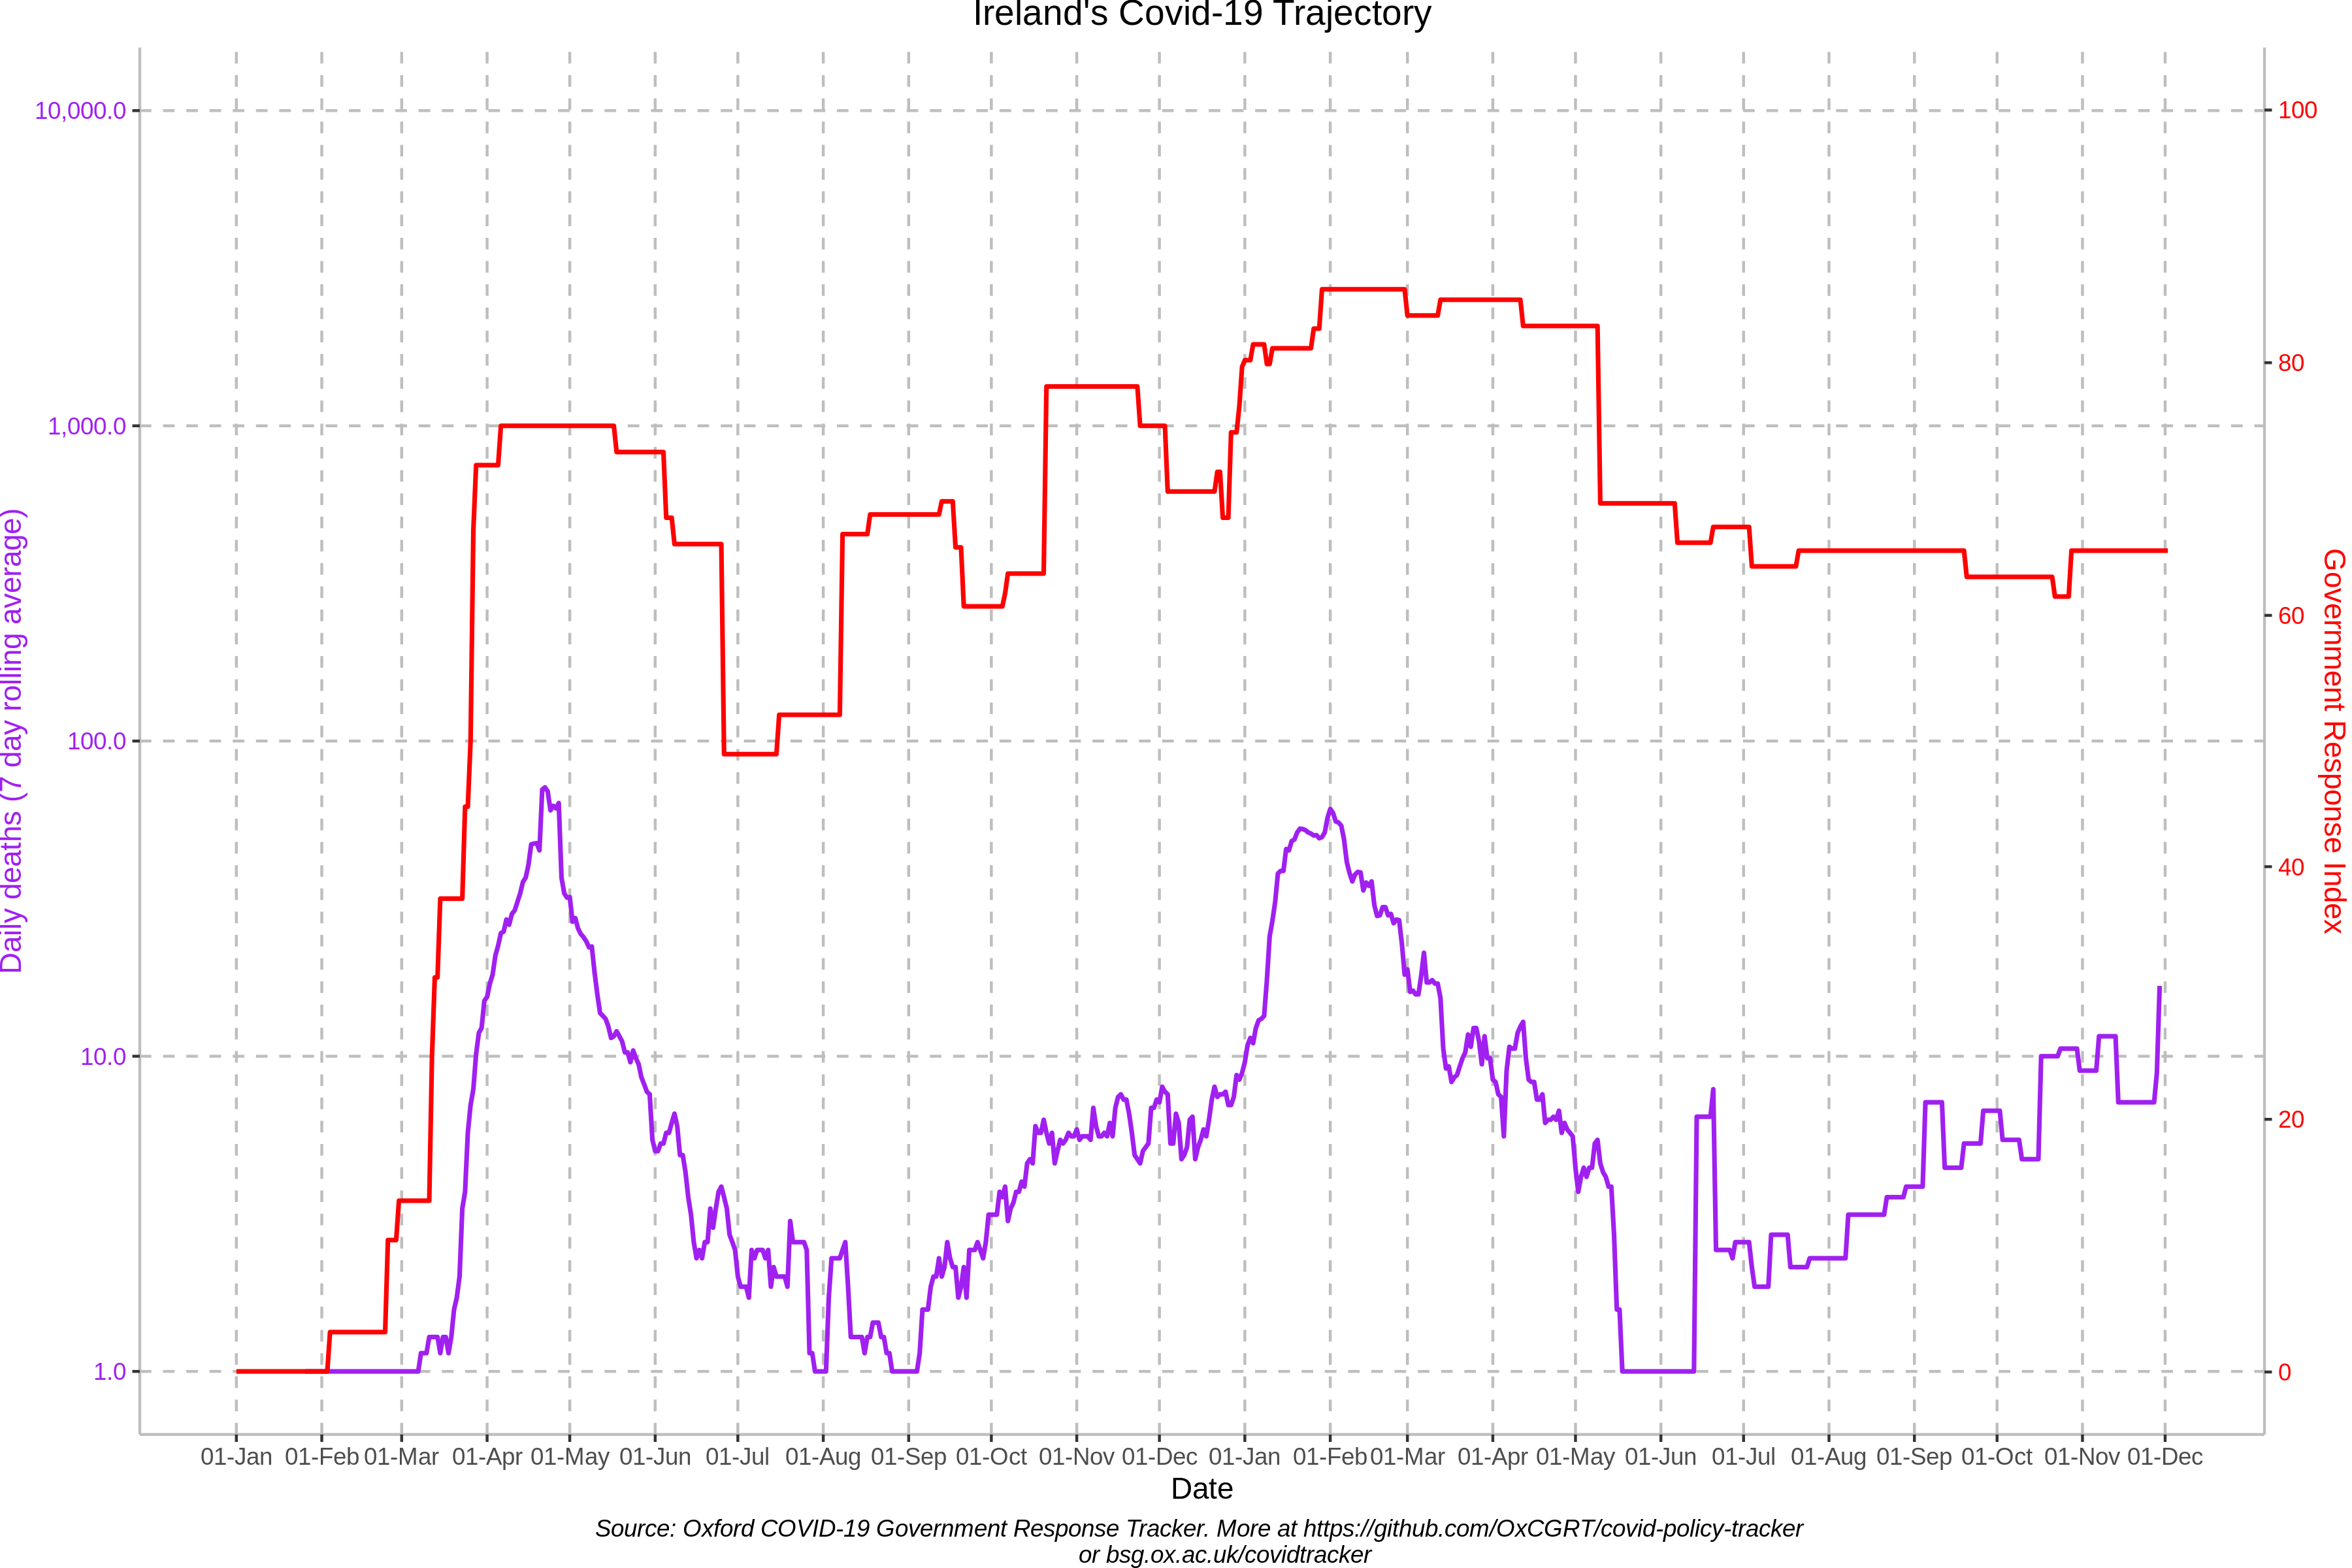 Ireland's Covid-19 Trajectory
10,000.0
1,000.0
100.0
10.0
1.0
Daily deaths (7 day rolling average)
100
80
60
40
20
0
Government Response Index
01-Jan 01-Feb 01-Mar 01-Apr 01-May 01-Jun 01-Jul 01-Aug 01-Sep 01-Oct 01-Nov 01-Dec 01-Jan 01-Feb 01-Mar 01-Apr 01-May 01-Jun 01-Jul 01-Aug 01-Sep 01-Oct 01-Nov 01-Dec
Date
Source: Oxford COVID-19 Government Response Tracker. More at https://github.com/OxCGRT/covid-policy-tracker
or bsg.ox.ac.uk/covidtracker